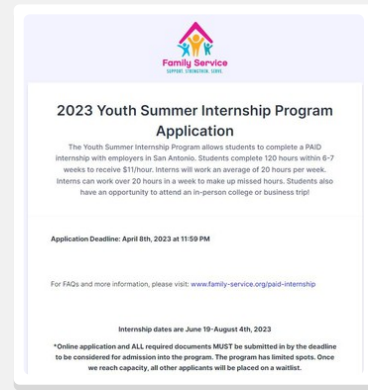 Family Service
SUPPORT. STRENGTHEN. SERVE.
2023 Youth Summer Internship Program
Application
The Youth Summer Internship Program allows students to complete a PAID
internship with employers in San Antonio. Students complete 120 hours within 6-7
weeks to receive $11/hour. Interns will work an average of 20 hours per week.
Interns can work over 20 hours in a week to make up missed hours. Students also
have an opportunity to attend an in-person college or business trip!
Application Deadline: April 8th, 2023 at 11:59 PM
For FAQs and more information, please visit: www.family-service.org/paid-internship
Internship dates are June 19-August 4th, 2023
*Online application and ALL required documents MUST be submitted in by the deadline
to be considered for admission into the program. The program has limited spots. Once
we reach capacity, all other applicants will be placed on a waitlist.